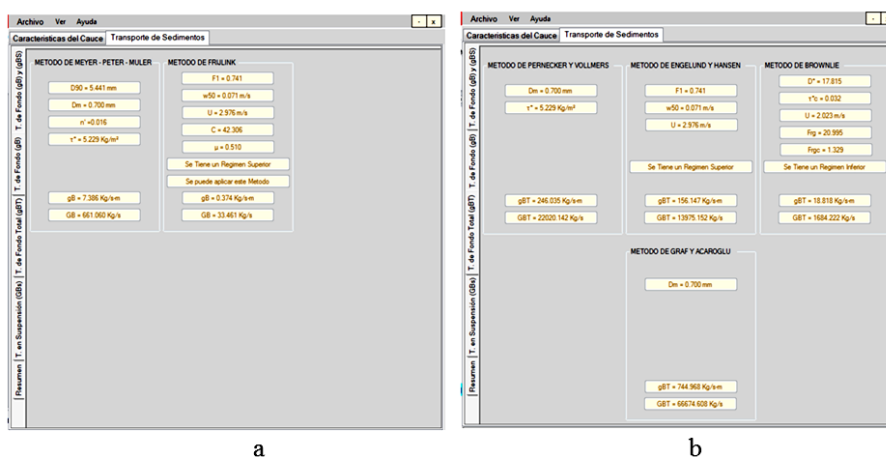 Archivo Ver Ayuda
- x
Caracteristicas del Cauce Transporte de Sedimentos
T. de Fondo (gB) y (gBS)
T. de Fondo (gB)
T. de Fondo Total (gBT)
T. en Suspensión (GBs)
Resumen
METODO DE MEYER - PETER - MULER
D90 = 5.441 mm
Dm = 0.700 mm
n' =0.016
τ* = 5.229 Kg/m²
gB = 7.386 Kg/s-m
GB = 661.060 Kg/s
METODO DE FRIJLINK
F1 = 0.741
w50 = 0.071 m/s
U = 2.976 m/s
C = 42.306
µ = 0.510
Se Tiene un Regimen Superior
Se puede aplicar este Metodo
gB = 0.374 Kg/s-m
GB = 33.461 Kg/s
a
Archivo Ver Ayuda
- x
Caracteristicas del Cauce Transporte de Sedimentos
T. de Fondo (gB) y (gBS)
T. de Fondo (gB)
T. de Fondo Total (gBT)
T. en Suspensión (GBs)
Resumen
METODO DE PERNECKER Y VOLLMERS
Dm = 0.700 mm
τ* = 5.229 Kg/m²
gBT = 246.035 Kg/s-m
GBT = 22020.142 Kg/s
METODO DE ENGELUND Y HANSEN
F1 = 0.741
w50 = 0.071 m/s
U = 2.976 m/s
Se Tiene un Regimen Superior
gBT = 156.147 Kg/s-m
GBT = 13975.152 Kg/s
METODO DE BROWNLIE
D* = 17.815
τ*c = 0.032
U = 2.023 m/s
Frg = 20.995
Frgc = 1.329
Se Tiene un Regimen Inferior
gBT = 18.818 Kg/s-m
GBT = 1684.222 Kg/s
METODO DE GRAF Y ACAROGLU
Dm = 0.700 mm
gBT = 744.968 Kg/s-m
GBT = 66674.608 Kg/s
b